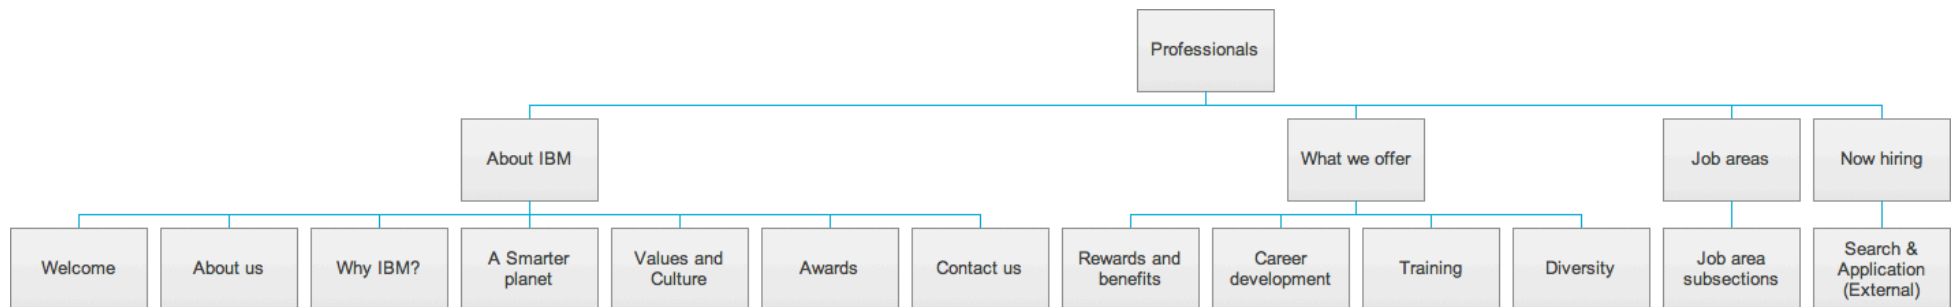 Professionals
About IBM
What we offer
Job areas
Now hiring
Welcome
About us
Why IBM?
A Smarter
planet
Values and
Culture
Awards
Contact us
Rewards and
benefits
Career
development
Training
Diversity
Job area
subsections
Search &
Application
(External)